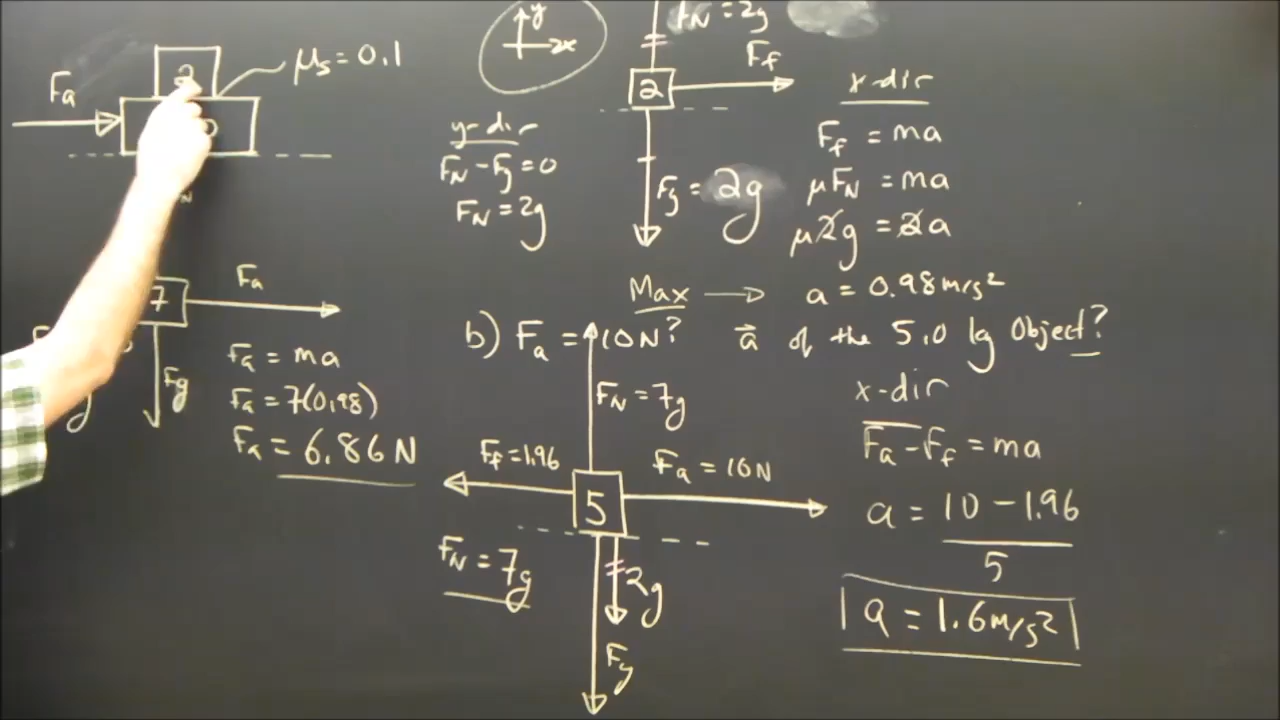 Fa
2
μs = 0.1
y
x
FN = 2g
Ff
2
Fg = 2g
y-dir
FN - Fg = 0
FN = 2g
x-dir
Ff = ma
μFN = ma
μ2g = 2a
Max → a = 0.98 m/s²
7
Fa
Fg
Fa = ma
Fa = 7(0.98)
Fa = 6.86 N
b) Fa = 10N? a⃗ of the 5.0 kg Object?
FN = 7g
Ff = 1.96
5
Fa = 10N
FN = 7g
2g
Fg
x-dir
Fa - Ff = ma
a = 10 - 1.96
5
a = 1.6 m/s²